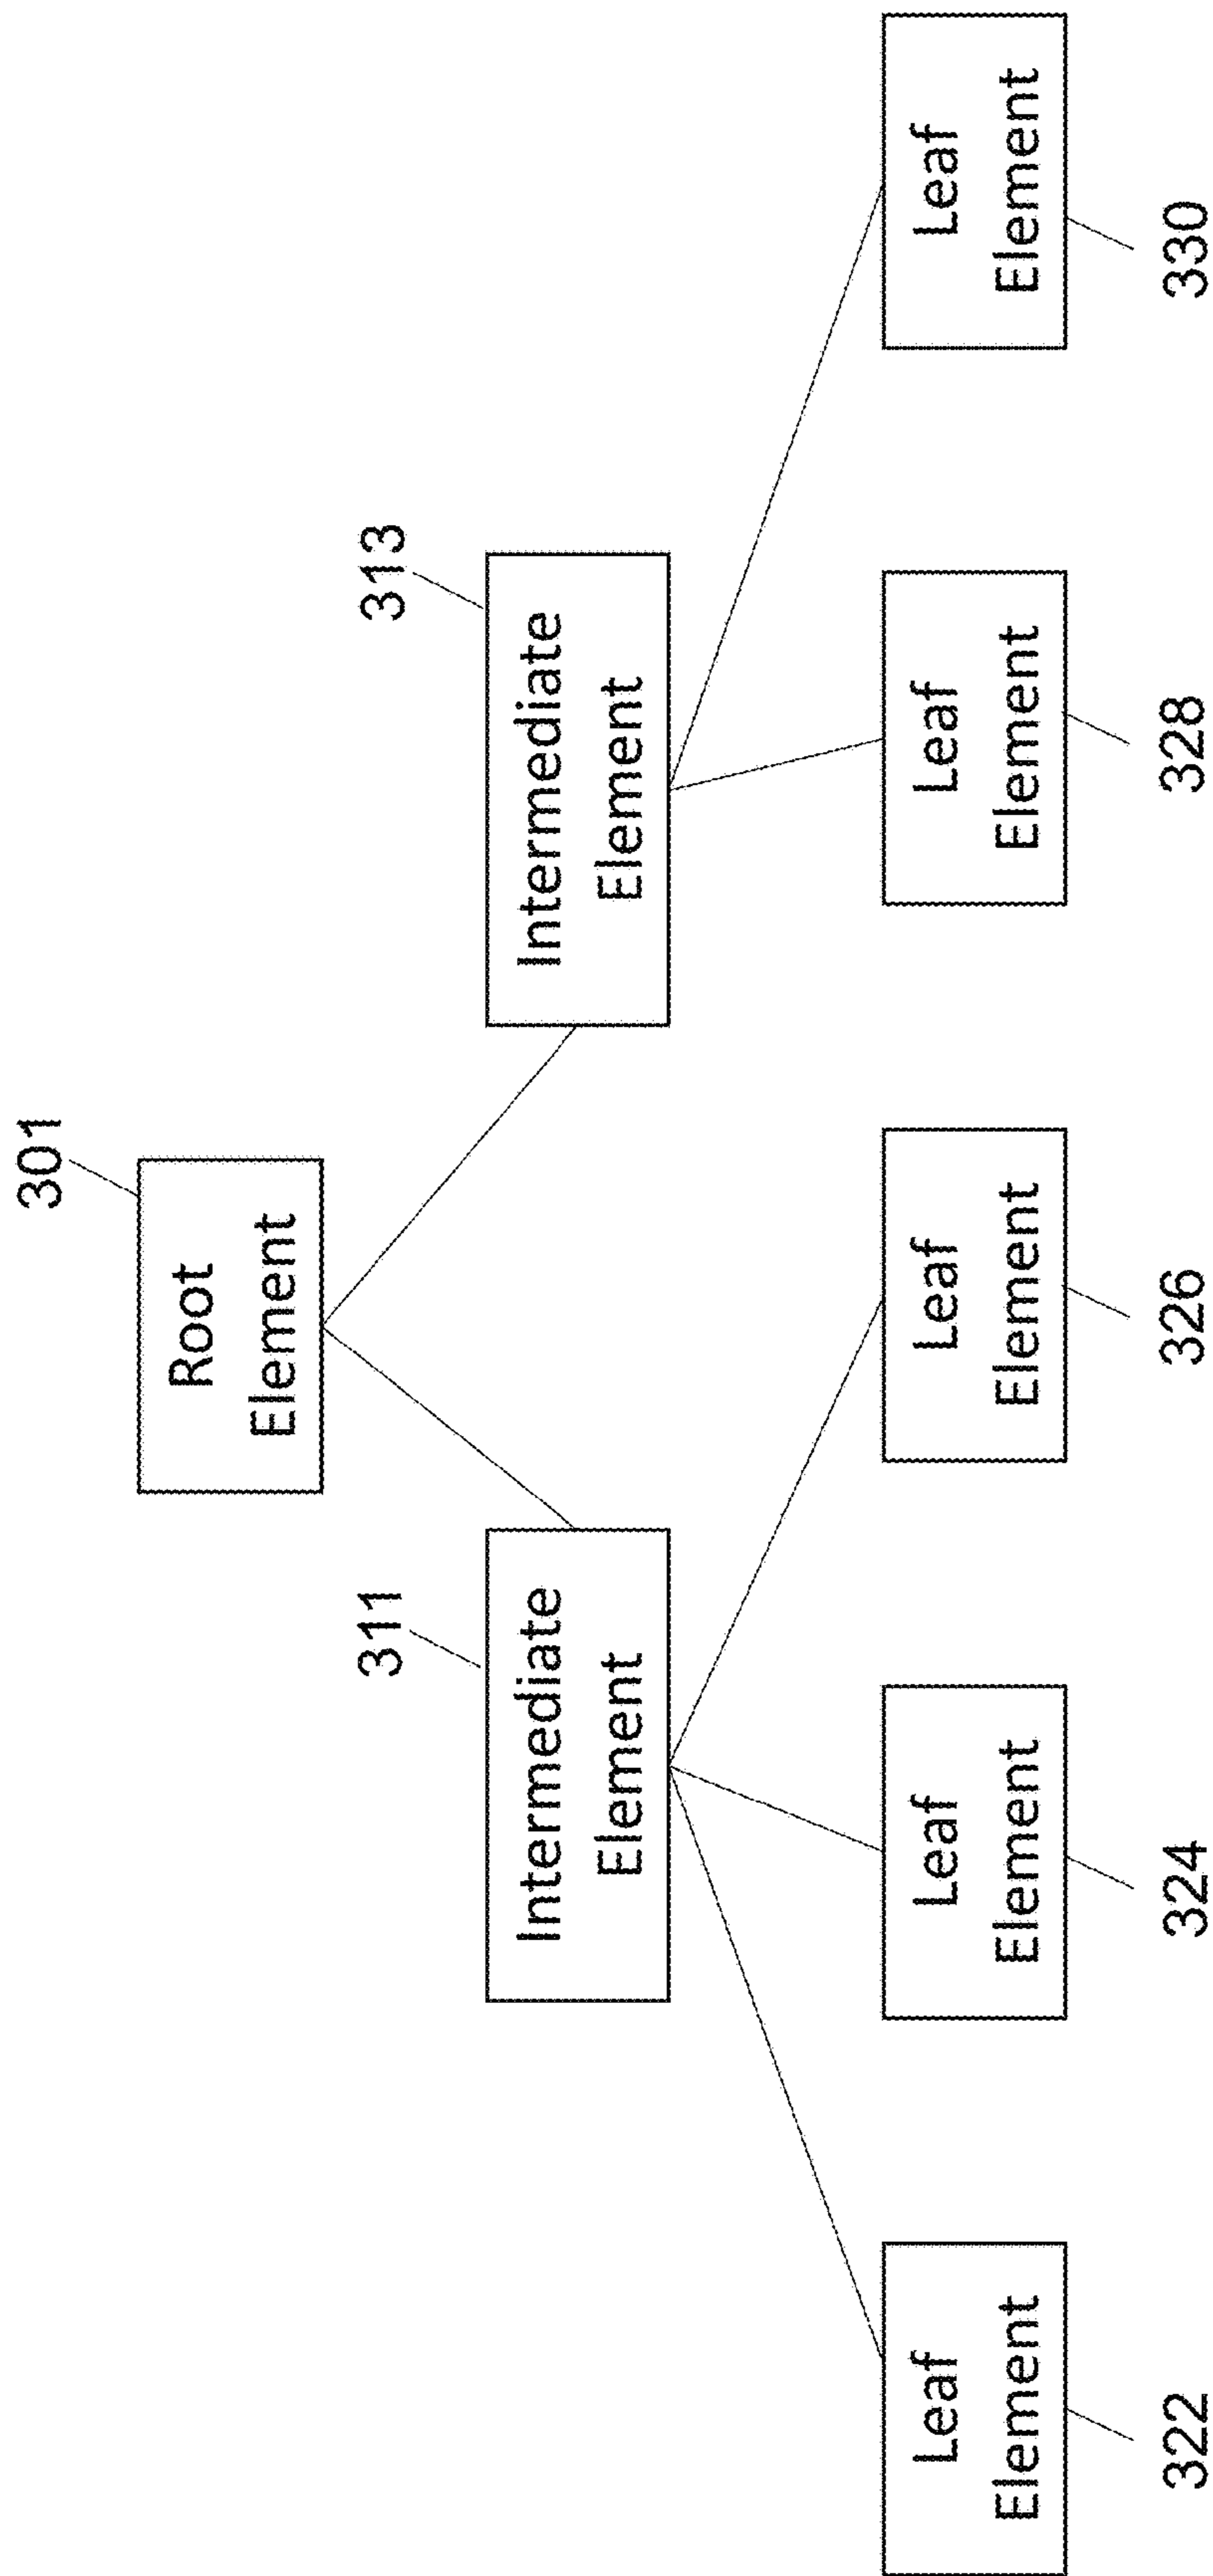 301
Root
Element
311
Intermediate
Element
313
Intermediate
Element
Leaf
Element
322
Leaf
Element
324
Leaf
Element
326
Leaf
Element
328
Leaf
Element
330